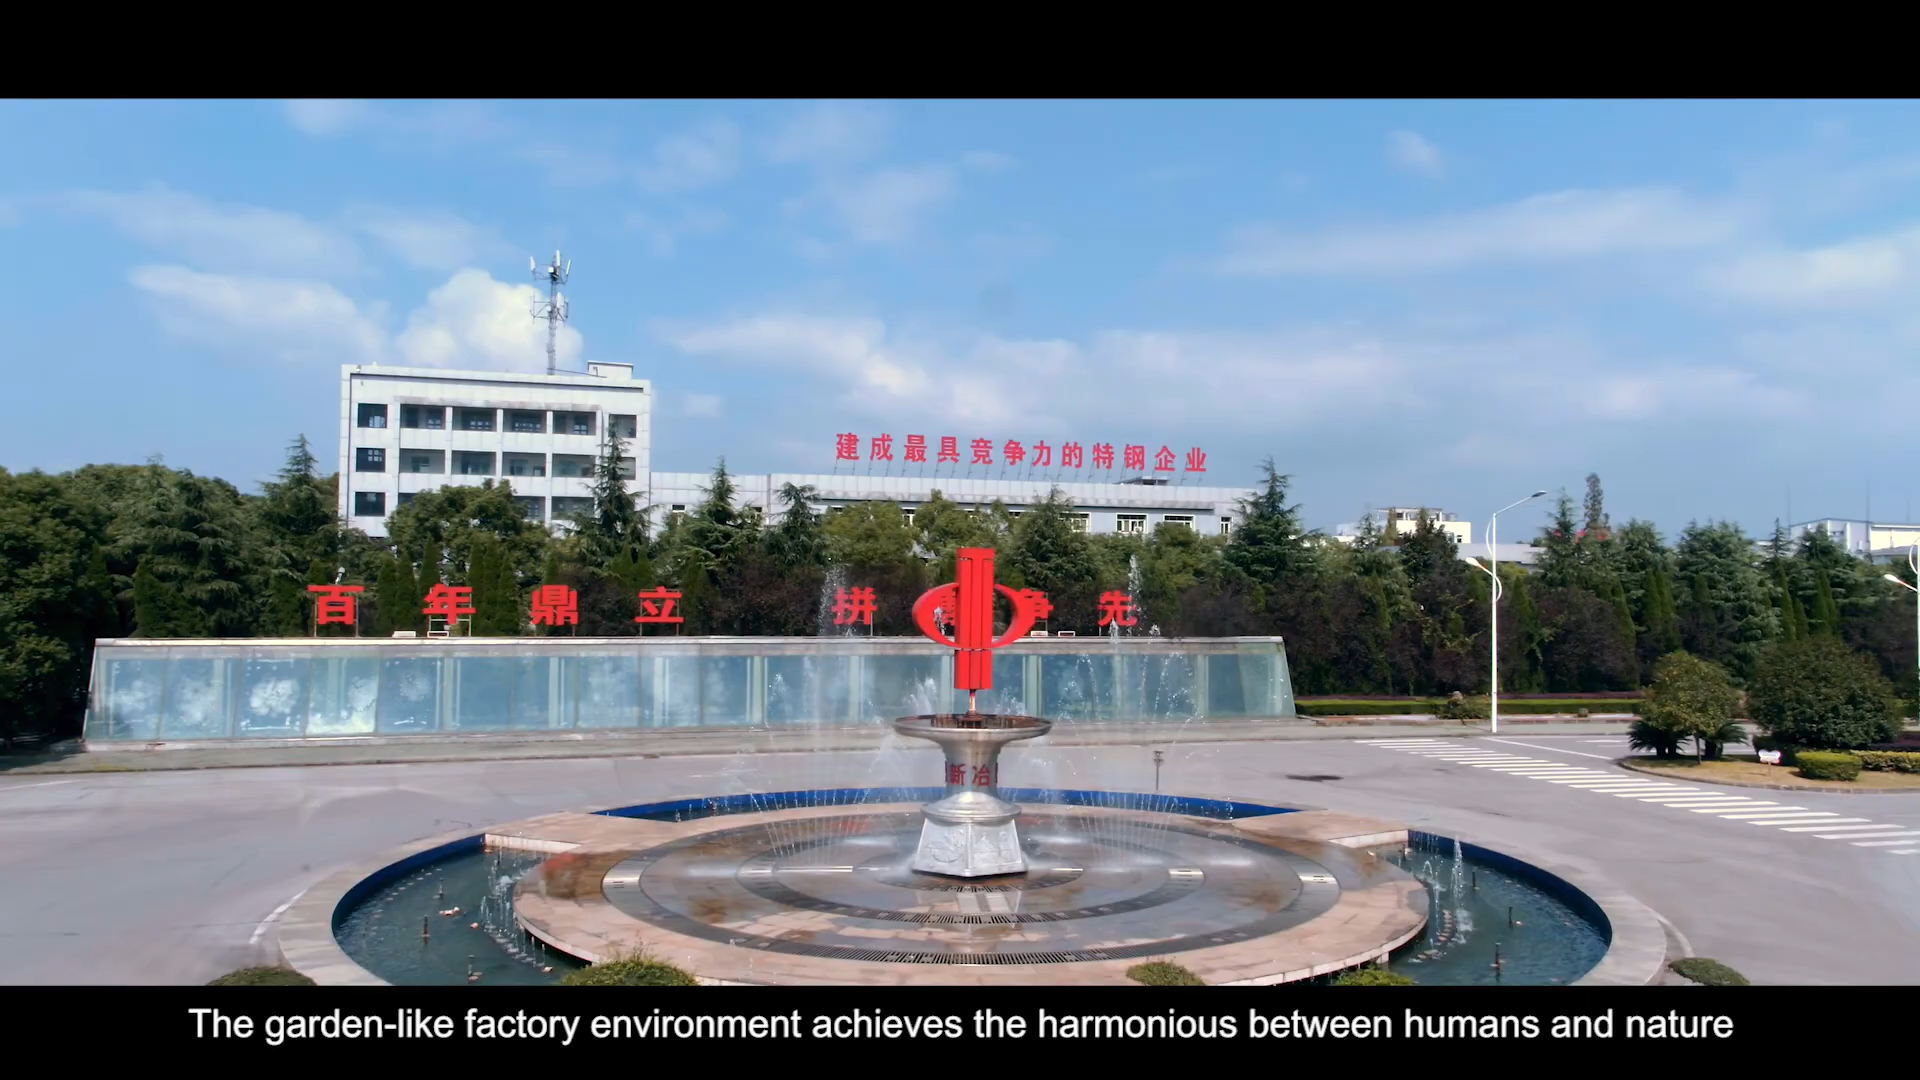 建成最具竞争力的特钢企业
百年鼎立 拼 争先
新冶
The garden-like factory environment achieves the harmonious between humans and nature